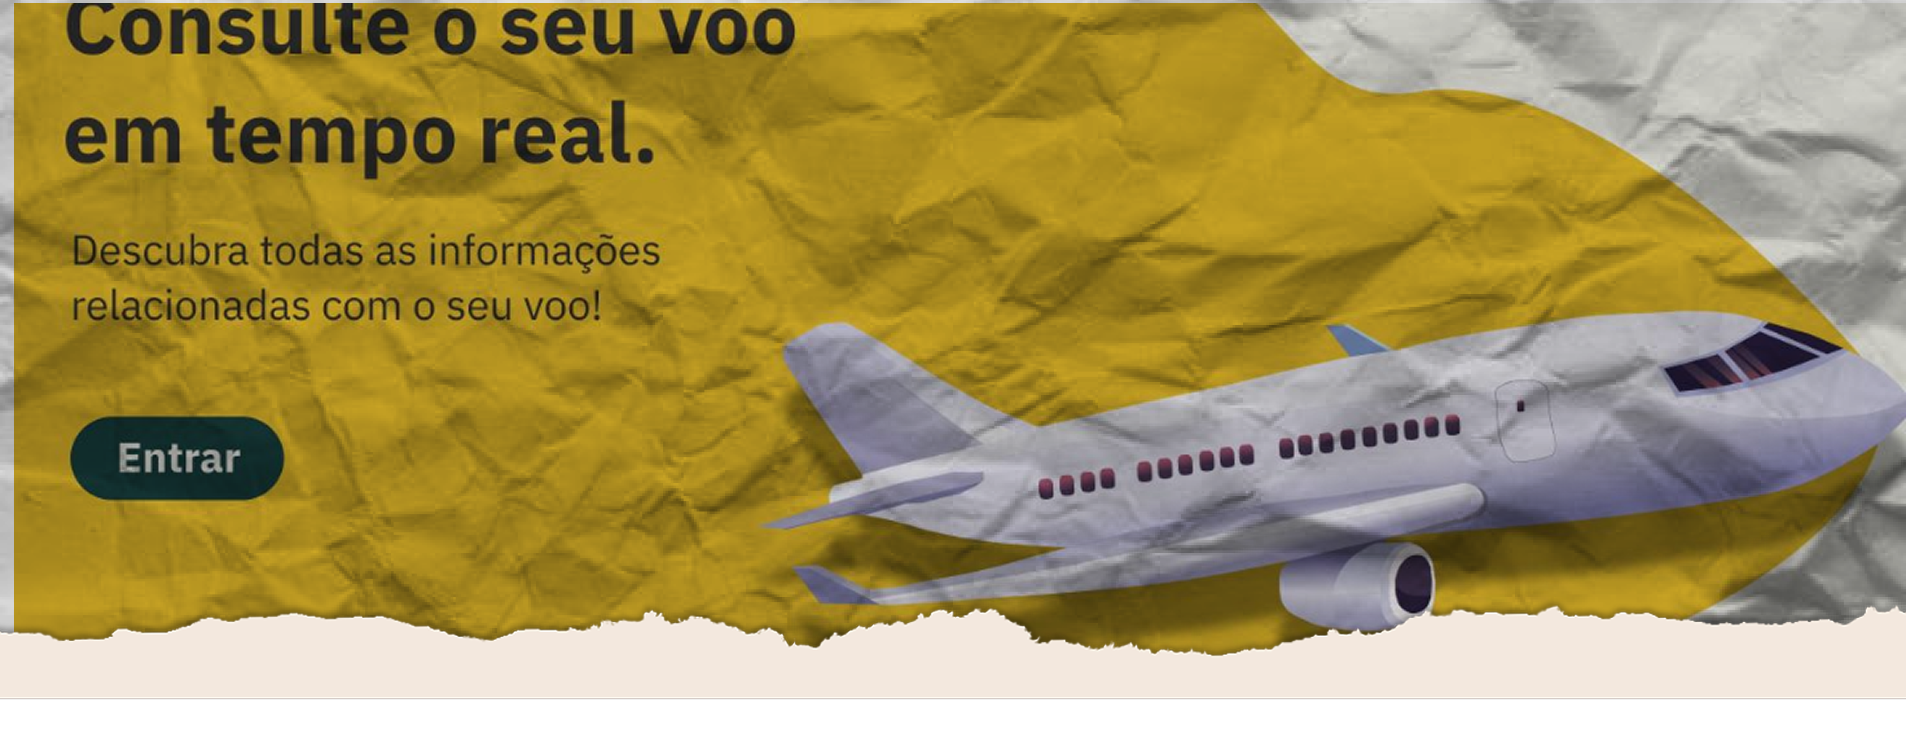 Consulte o seu voo
em tempo real.
Descubra todas as informações
relacionadas com o seu voo!
Entrar